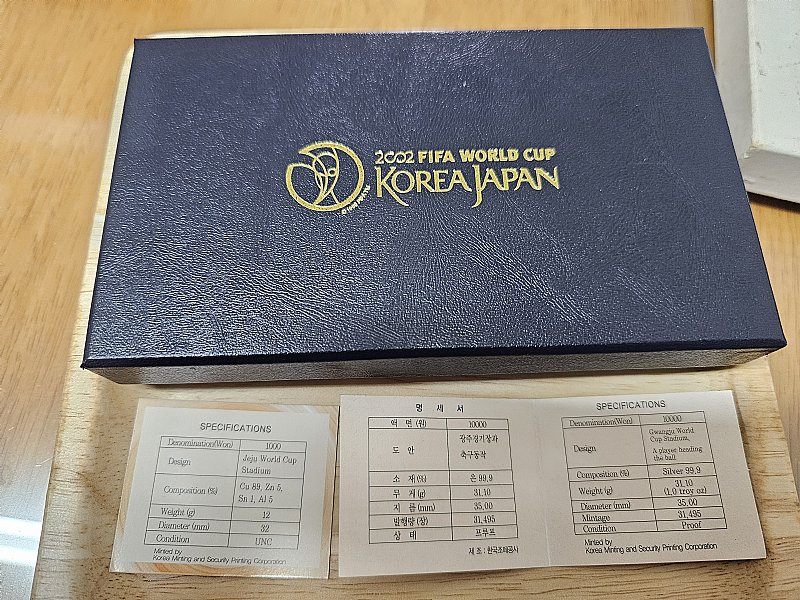 2002 FIFA WORLD CUP
KOREA JAPAN
SPECIFICATIONS
Denomination(Won) 1000
Design Jeju World Cup Stadium
Composition (%) Cu 89, Zn 5, Sn 1, Al 5
Weight (g) 12
Diameter (mm) 32
Condition UNC
Minted by
Korea Minting and Security Printing Corporation
명 세 서
액 면 (원) 10000
도 안 광주경기장과 축구동작
소 재 (%) 은 99.9
무 게 (g) 31.10
지 름 (mm) 35.00
발행량 (장) 31,495
상 태 프루프
제 조 : 한국조폐공사
SPECIFICATIONS
Denomination(Won) 10000
Design Gwangju World Cup Stadium,
A player heading the ball
Composition (%) Silver 99.9
Weight (g) 31.10
(1.0 troy oz)
Diameter (mm) 35.00
Mintage 31,495
Condition Proof
Minted by
Korea Minting and Security Printing Corporation